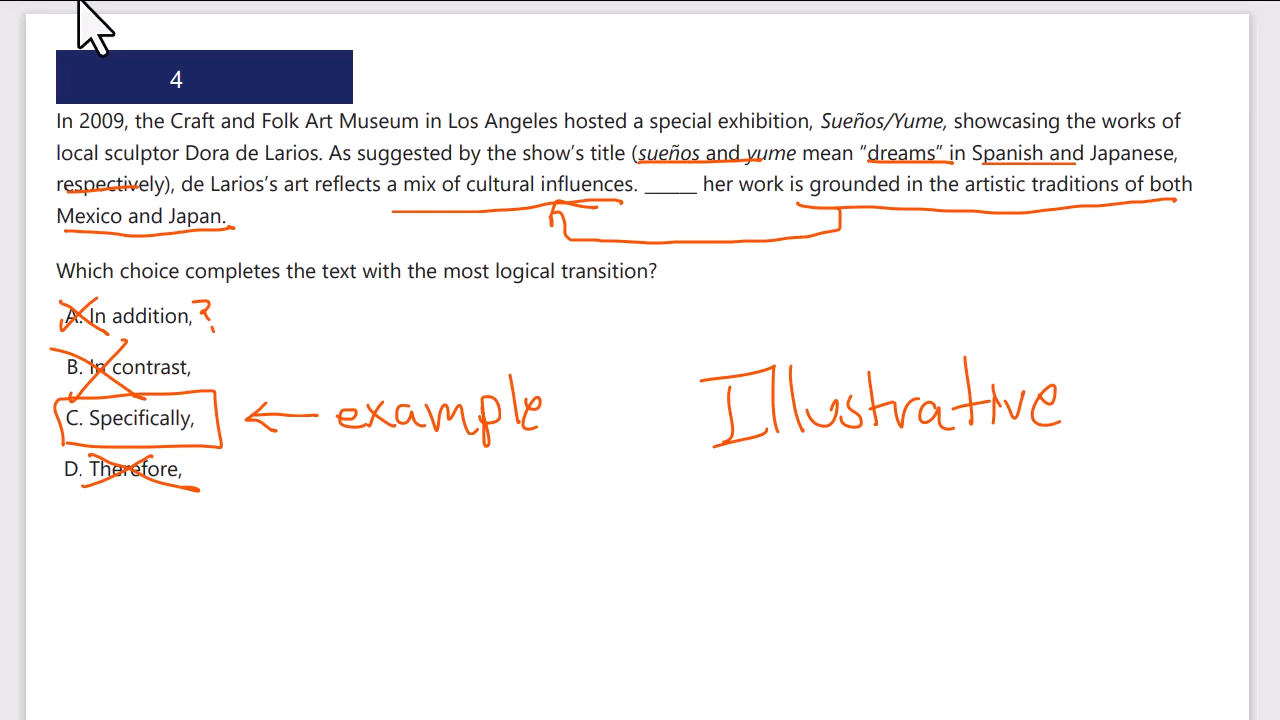 4
In 2009, the Craft and Folk Art Museum in Los Angeles hosted a special exhibition, Sueños/Yume, showcasing the works of
local sculptor Dora de Larios. As suggested by the show’s title (sueños and yume mean “dreams” in Spanish and Japanese,
respectively), de Larios’s art reflects a mix of cultural influences. _____ her work is grounded in the artistic traditions of both
Mexico and Japan.
Which choice completes the text with the most logical transition?
A. In addition, ?
B. In contrast,
C. Specifically, ← example
Illustrative
D. Therefore,